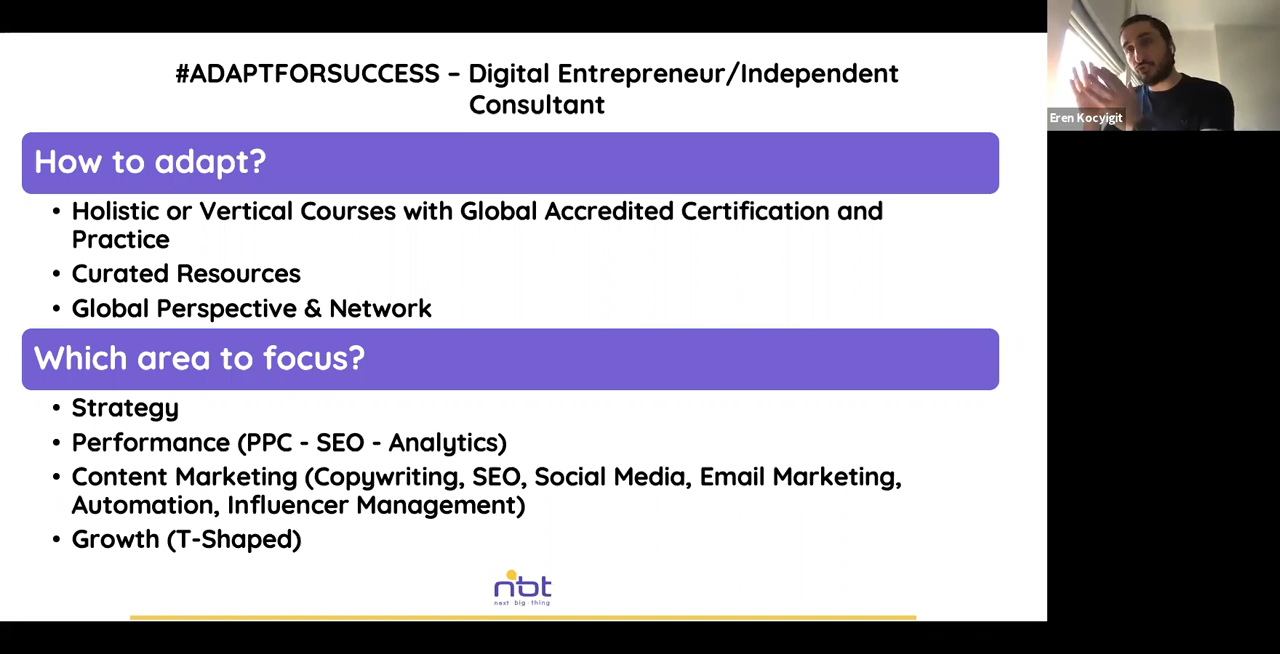 #ADAPTFORSUCCESS – Digital Entrepreneur/Independent
Consultant
Eren Kocyigit
How to adapt?
• Holistic or Vertical Courses with Global Accredited Certification and
Practice
• Curated Resources
• Global Perspective & Network
Which area to focus?
• Strategy
• Performance (PPC - SEO - Analytics)
• Content Marketing (Copywriting, SEO, Social Media, Email Marketing,
Automation, Influencer Management)
• Growth (T-Shaped)
nbt
next big thing